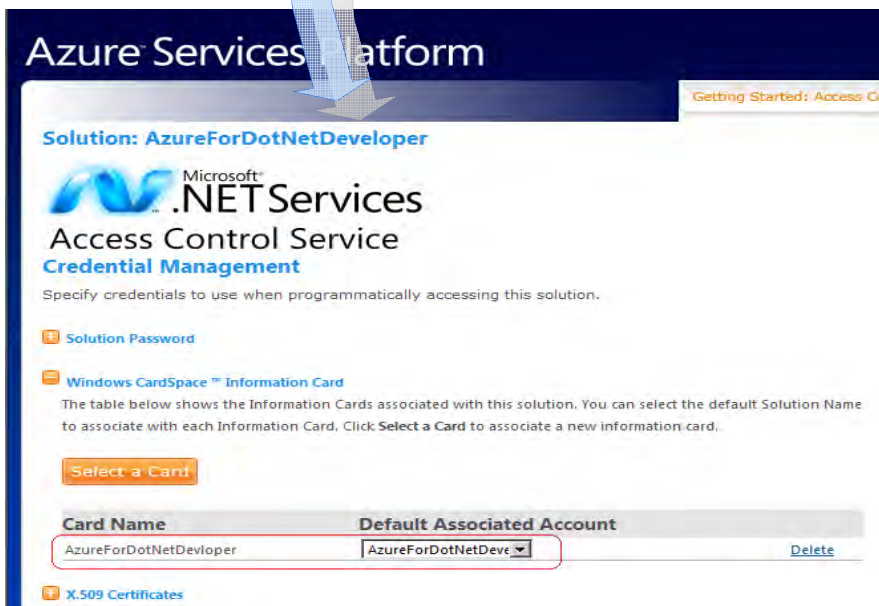 Azure Services Platform
Getting Started: Access
Solution: AzureForDotNetDeveloper
Microsoft
.NET Services
Access Control Service
Credential Management
Specify credentials to use when programmatically accessing this solution.
Solution Password
Windows CardSpace ™ Information Card
The table below shows the Information Cards associated with this solution. You can select the default Solution Name
to associate with each Information Card. Click Select a Card to associate a new information card.
Select a Card
Card Name Default Associated Account
AzureForDotNetDevloper AzureForDotNetDeve Delete
X.509 Certificates